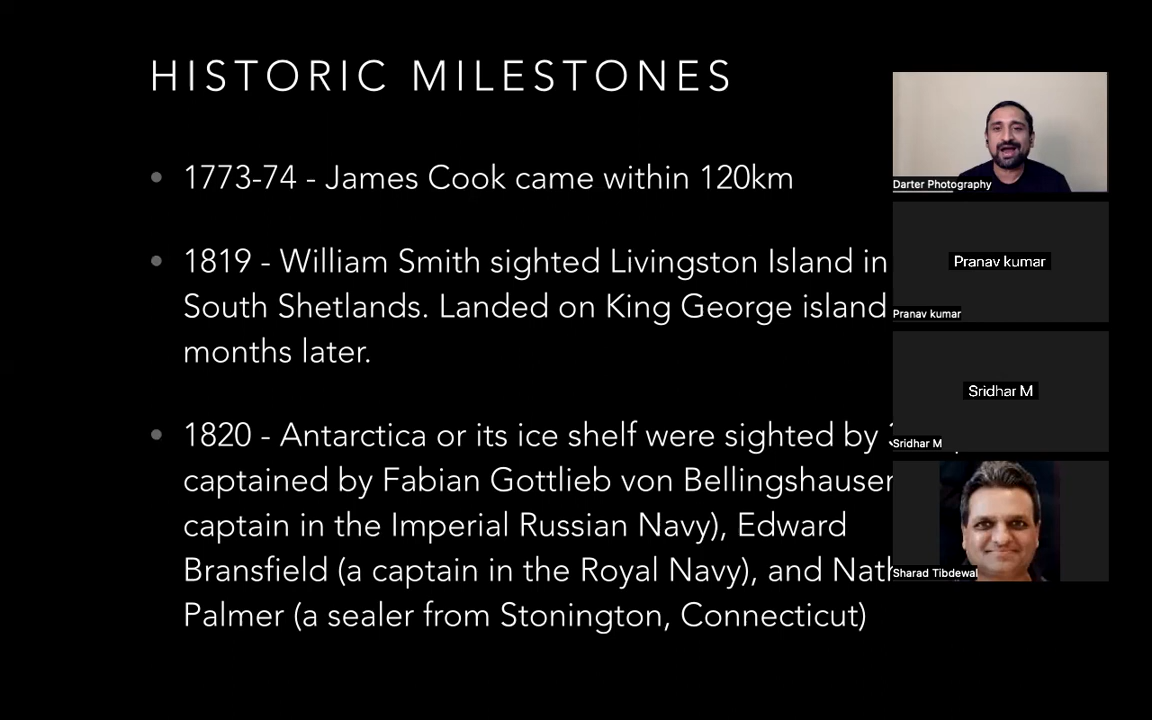 HISTORIC MILESTONES
• 1773-74 - James Cook came within 120km
• 1819 - William Smith sighted Livingston Island in
South Shetlands. Landed on King George island
months later.
• 1820 - Antarctica or its ice shelf were sighted by
captained by Fabian Gottlieb von
captain in the Imperial Russian Navy), Edward
Bransfield (a captain in the Royal Navy), and
Palmer (a sealer from Stonington, Connecticut)
Darter Photography
Pranav kumar
Pranav kumar
Sridhar M
Sridhar M
Sharad Tibdewal